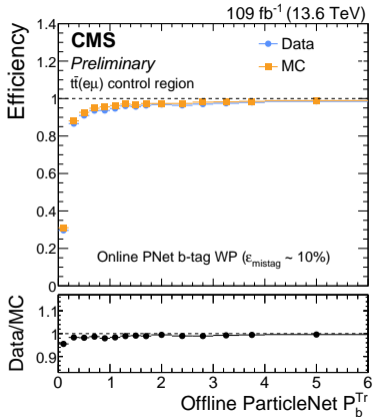 109 fb⁻¹ (13.6 TeV)
CMS
Preliminary
tt̄(eμ) control region
Data
MC
Efficiency
1.4
1.2
1
0.8
0.6
0.4
0.2
0
Online PNet b-tag WP (ε_mistag ~ 10%)
Data/MC
1.1
1
0.9
0 1 2 3 4 5 6
Offline ParticleNet P_b^Tr